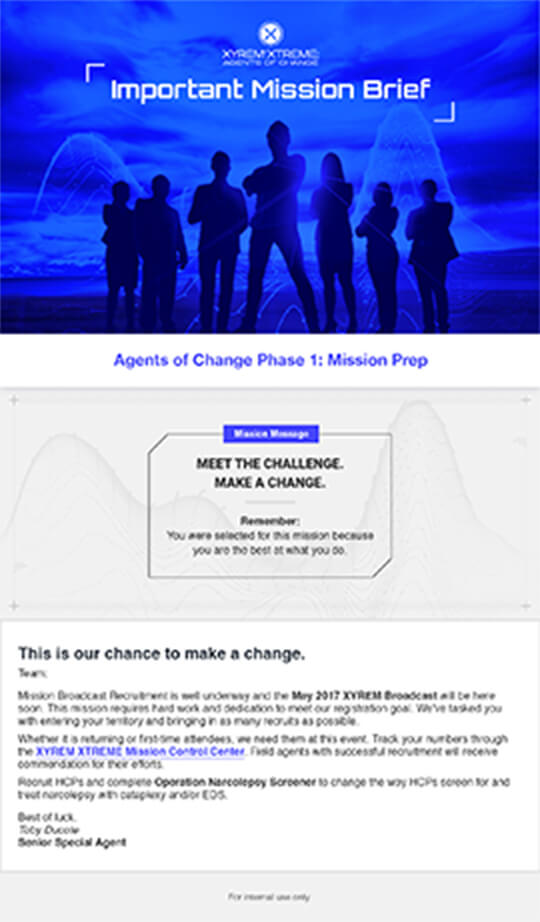 XYREM XTREME:
AGENTS OF CHANGE
Important Mission Brief
Agents of Change Phase 1: Mission Prep
Mission Message
MEET THE CHALLENGE.
MAKE A CHANGE.
Remember:
You were selected for this mission because
you are the best at what you do.
This is our chance to make a change.
Team:
Mission Broadcast Recruitment is well underway and the May 2017 XYREM Broadcast will be here
soon. This mission requires hard work and dedication to meet our registration goal. We've tasked you
with entering your territory and bringing in as many recruits as possible.
Whether it is returning or first-time attendees, we need them at this event. Track your numbers through
the XYREM XTREME Mission Control Center. Field agents with successful recruitment will receive
commendation for their efforts.
Recruit HCPs and complete Operation Narcolepsy Screener to change the way HCPs screen for and
treat narcolepsy with cataplexy and/or EDS.
Best of luck,
Toby
Senior Special Agent
For internal use only